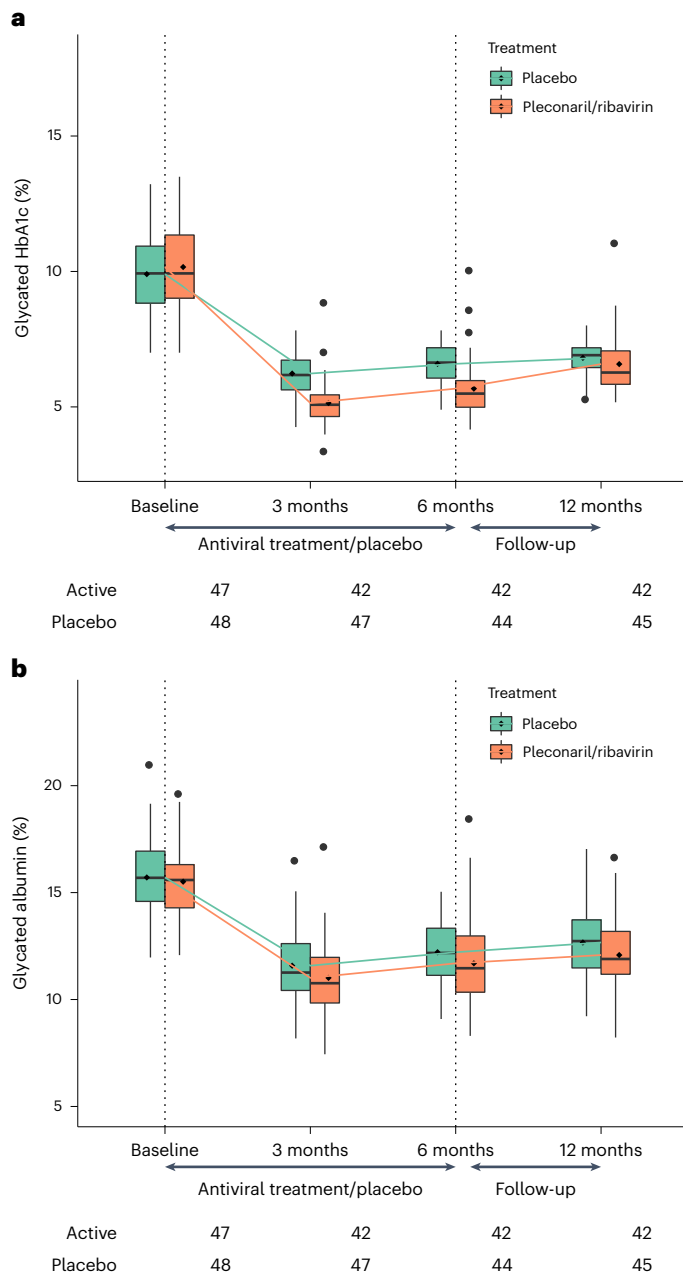 a
Treatment
Placebo
Pleconaril/ribavirin
Glycated HbA1c (%)
15
10
5
Baseline 3 months 6 months 12 months
Antiviral treatment/placebo Follow-up
Active 47 42 42 42
Placebo 48 47 44 45
b
Treatment
Placebo
Pleconaril/ribavirin
Glycated albumin (%)
20
15
10
5
Baseline 3 months 6 months 12 months
Antiviral treatment/placebo Follow-up
Active 47 42 42 42
Placebo 48 47 44 45